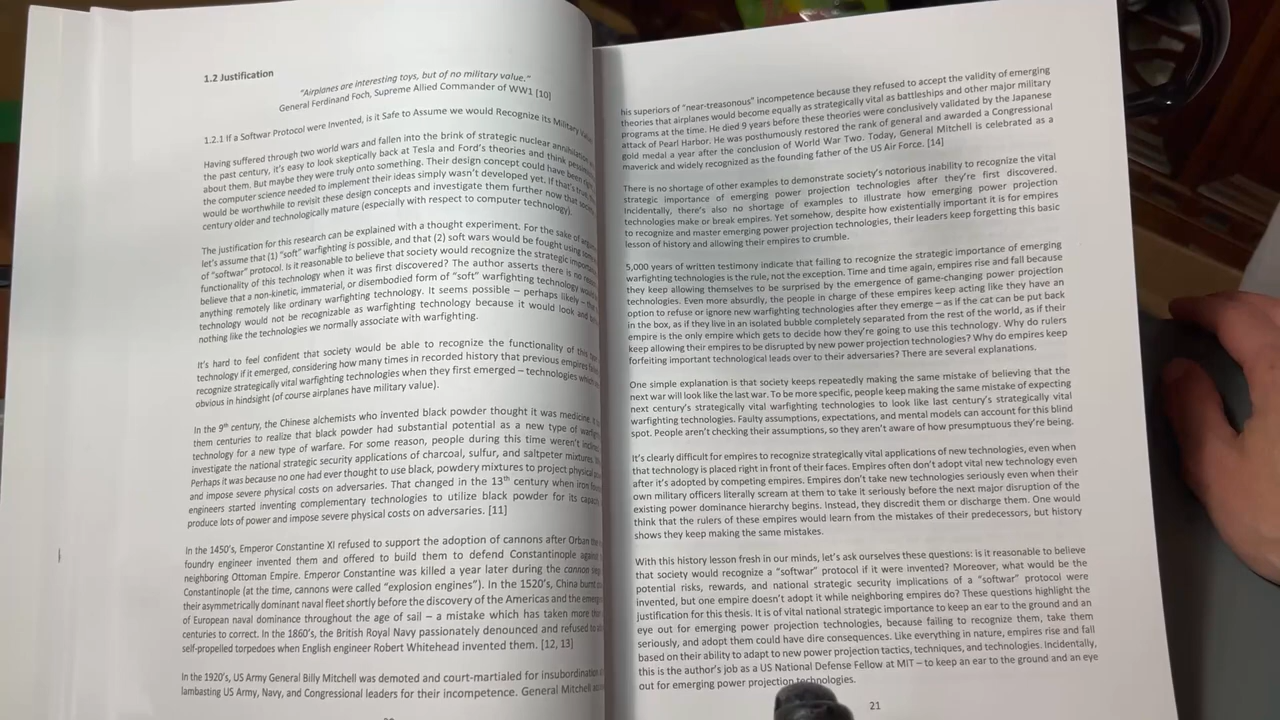 1.2 Justification
"Airplanes are interesting toys, but of no military value."
General Ferdinand Foch, Supreme Allied Commander of WW1 [10]
1.2.1 If a Softwar Protocol were Invented, is it Safe to Assume we would Recognize its Military
Having suffered through two world wars and fallen into the brink of strategic nuclear annihilation
the past century, it's easy to look skeptically back at Tesla and Ford's theories and think
about them. But maybe they were truly onto something. Their design concept could have been
the computer science needed to implement their ideas simply wasn't developed yet. If that's true,
would be worthwhile to revisit these design concepts and investigate them further now that
century older and technologically mature (especially with respect to computer technology).
The justification for this research can be explained with a thought experiment. For the sake of
let's assume that (1) "soft" warfighting is possible, and that (2) soft wars would be fought using
of "softwar" protocol. Is it reasonable to believe that society would recognize the strategic
functionality of this technology when it was first discovered? The author asserts there is
believe that a non-kinetic, immaterial, or disembodied form of "soft" warfighting technology
anything remotely like ordinary warfighting technology. It seems possible – perhaps likely –
technology would not be recognizable as warfighting technology because it would look and
nothing like the technologies we normally associate with warfighting.
It's hard to feel confident that society would be able to recognize the functionality of this
technology if it emerged, considering how many times in recorded history that previous empires
recognize strategically vital warfighting technologies when they first emerged – technologies
obvious in hindsight (of course airplanes have military value).
In the 9th century, the Chinese alchemists who invented black powder thought it was medicine.
them centuries to realize that black powder had substantial potential as a new type of
technology for a new type of warfare. For some reason, people during this time weren't
investigate the national strategic security applications of charcoal, sulfur, and saltpeter mixtures.
Perhaps it was because no one had ever thought to use black, powdery mixtures to project physical
and impose severe physical costs on adversaries. That changed in the 13th century when iron
engineers started inventing complementary technologies to utilize black powder for its
produce lots of power and impose severe physical costs on adversaries. [11]
In the 1450's, Emperor Constantine XI refused to support the adoption of cannons after Orban
foundry engineer invented them and offered to build them to defend Constantinople
neighboring Ottoman Empire. Emperor Constantine was killed a year later during the cannon
Constantinople (at the time, cannons were called "explosion engines"). In the 1520's, China burnt
their asymmetrically dominant naval fleet shortly before the discovery of the Americas and the
of European naval dominance throughout the age of sail – a mistake which has taken more
centuries to correct. In the 1860's, the British Royal Navy passionately denounced and refused to
self-propelled torpedoes when English engineer Robert Whitehead invented them. [12, 13]
In the 1920's, US Army General Billy Mitchell was demoted and court-martialed for insubordination
lambasting US Army, Navy, and Congressional leaders for their incompetence. General Mitchell
his superiors of "near-treasonous" incompetence because they refused to accept the validity of emerging
theories that airplanes would become equally as strategically vital as battleships and other major military
programs at the time. He died 9 years before these theories were conclusively validated by the Japanese
attack of Pearl Harbor. He was posthumously restored the rank of general and awarded a Congressional
gold medal a year after the conclusion of World War Two. Today, General Mitchell is celebrated as a
maverick and widely recognized as the founding father of the US Air Force. [14]
There is no shortage of other examples to demonstrate society's notorious inability to recognize the vital
strategic importance of emerging power projection technologies after they're first discovered.
Incidentally, there's also no shortage of examples to illustrate how emerging power projection
technologies make or break empires. Yet somehow, despite how existentially important it is for empires
to recognize and master emerging power projection technologies, their leaders keep forgetting this basic
lesson of history and allowing their empires to crumble.
5,000 years of written testimony indicate that failing to recognize the strategic importance of emerging
warfighting technologies is the rule, not the exception. Time and time again, empires rise and fall because
they keep allowing themselves to be surprised by the emergence of game-changing power projection
technologies. Even more absurdly, the people in charge of these empires keep acting like they have an
option to refuse or ignore new warfighting technologies after they emerge – as if the cat can be put back
in the box, as if they live in an isolated bubble completely separated from the rest of the world, as if their
empire is the only empire which gets to decide how they're going to use this technology. Why do rulers
keep allowing their empires to be disrupted by new power projection technologies? Why do empires keep
forfeiting important technological leads over to their adversaries? There are several explanations.
One simple explanation is that society keeps repeatedly making the same mistake of believing that the
next war will look like the last war. To be more specific, people keep making the same mistake of expecting
next century's strategically vital warfighting technologies to look like last century's strategically vital
warfighting technologies. Faulty assumptions, expectations, and mental models can account for this blind
spot. People aren't checking their assumptions, so they aren't aware of how presumptuous they're being.
It's clearly difficult for empires to recognize strategically vital applications of new technologies, even when
that technology is placed right in front of their faces. Empires often don't adopt vital new technology even
after it's adopted by competing empires. Empires don't take new technologies seriously even when their
own military officers literally scream at them to take it seriously before the next major disruption of the
existing power dominance hierarchy begins. Instead, they discredit them or discharge them. One would
think that the rulers of these empires would learn from the mistakes of their predecessors, but history
shows they keep making the same mistakes.
With this history lesson fresh in our minds, let's ask ourselves these questions: is it reasonable to believe
that society would recognize a "softwar" protocol if it were invented? Moreover, what would be the
potential risks, rewards, and national strategic security implications of a "softwar" protocol were
invented, but one empire doesn't adopt it while neighboring empires do? These questions highlight the
justification for this thesis. It is of vital national strategic importance to keep an ear to the ground and an
eye out for emerging power projection technologies, because failing to recognize them, take them
seriously, and adopt them could have dire consequences. Like everything in nature, empires rise and fall
based on their ability to adapt to new power projection tactics, techniques, and technologies. Incidentally,
this is the author's job as a US National Defense Fellow at MIT – to keep an ear to the ground and an eye
out for emerging power projection technologies.
21